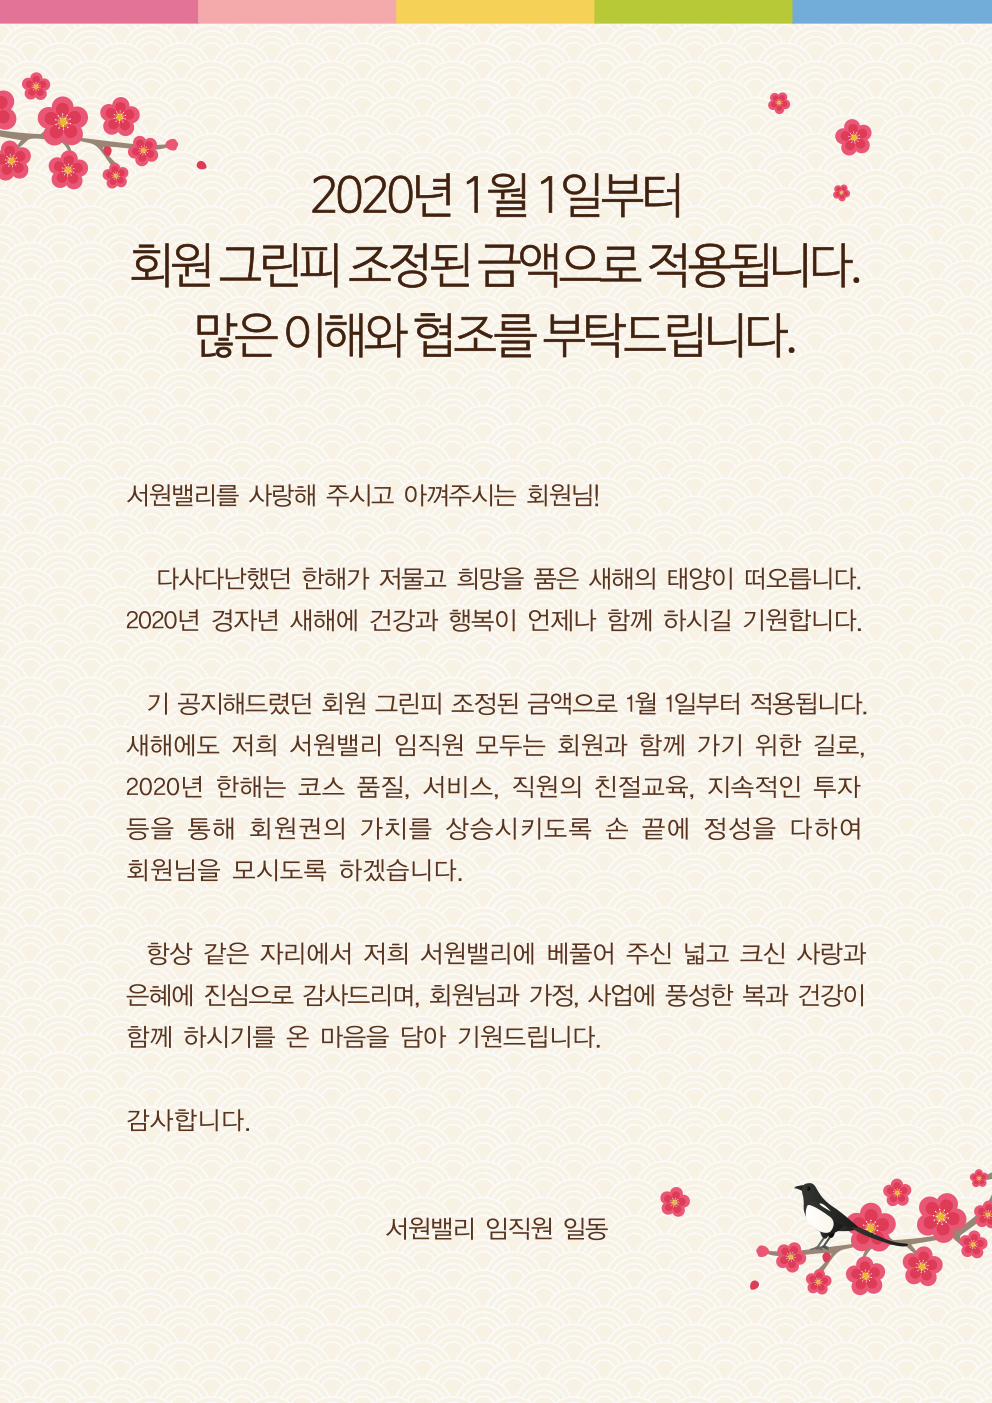 2020년 1월 1일부터
회원 그린피 조정된 금액으로 적용됩니다.
많은 이해와 협조를 부탁드립니다.
서원밸리를 사랑해 주시고 아껴주시는 회원님!
다사다난했던 한해가 저물고 희망을 품은 새해의 태양이 떠오릅니다.
2020년 경자년 새해에 건강과 행복이 언제나 함께 하시길 기원합니다.
기 공지해드렸던 회원 그린피 조정된 금액으로 1월 1일부터 적용됩니다.
새해에도 저희 서원밸리 임직원 모두는 회원과 함께 가기 위한 길로,
2020년 한해는 코스 품질, 서비스, 직원의 친절교육, 지속적인 투자
등을 통해 회원권의 가치를 상승시키도록 손 끝에 정성을 다하여
회원님을 모시도록 하겠습니다.
항상 같은 자리에서 저희 서원밸리에 베풀어 주신 넓고 크신 사랑과
은혜에 진심으로 감사드리며, 회원님과 가정, 사업에 풍성한 복과 건강이
함께 하시기를 온 마음을 담아 기원드립니다.
감사합니다.
서원밸리 임직원 일동